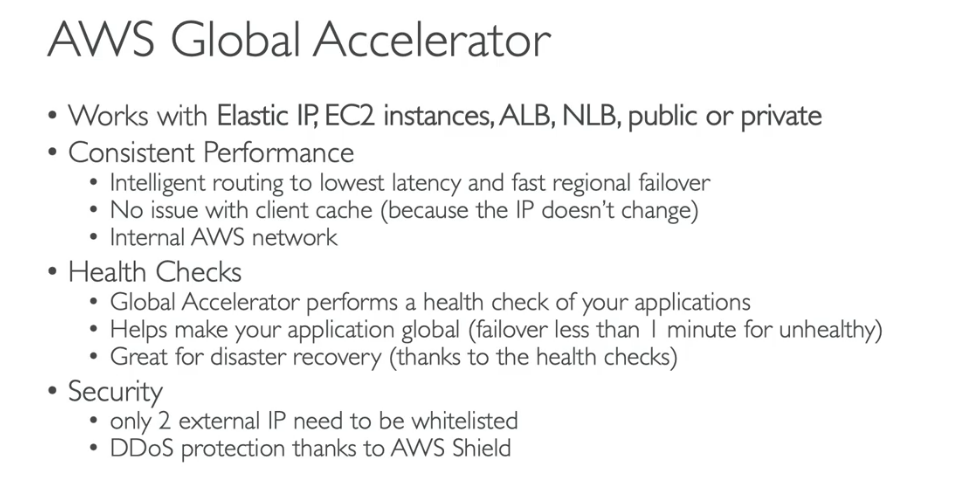 AWS Global Accelerator
• Works with Elastic IP, EC2 instances, ALB, NLB, public or private
• Consistent Performance
• Intelligent routing to lowest latency and fast regional failover
• No issue with client cache (because the IP doesn't change)
• Internal AWS network
• Health Checks
• Global Accelerator performs a health check of your applications
• Helps make your application global (failover less than 1 minute for unhealthy)
• Great for disaster recovery (thanks to the health checks)
• Security
• only 2 external IP need to be whitelisted
• DDoS protection thanks to AWS Shield